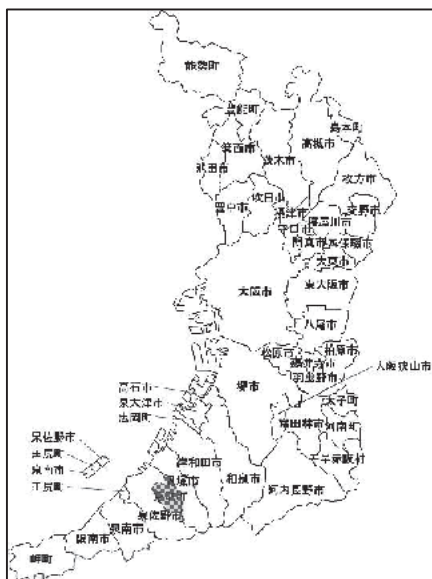 能勢町
豊能町
島本町
箕面市
茨木市
高槻市
池田市
枚方市
吹田市
豊中市
摂津市
寝屋川市
交野市
守口市
門真市
四條畷市
大東市
大阪市
東大阪市
八尾市
松原市
柏原市
藤井寺市
大阪狭山市
羽曳野市
高石市
堺市
泉大津市
太子町
忠岡町
富田林市
河南町
泉佐野市
田尻町
千早赤阪村
岸和田市
泉南市
貝塚市
和泉市
河内長野市
泉佐野市
泉南市
阪南市
岬町